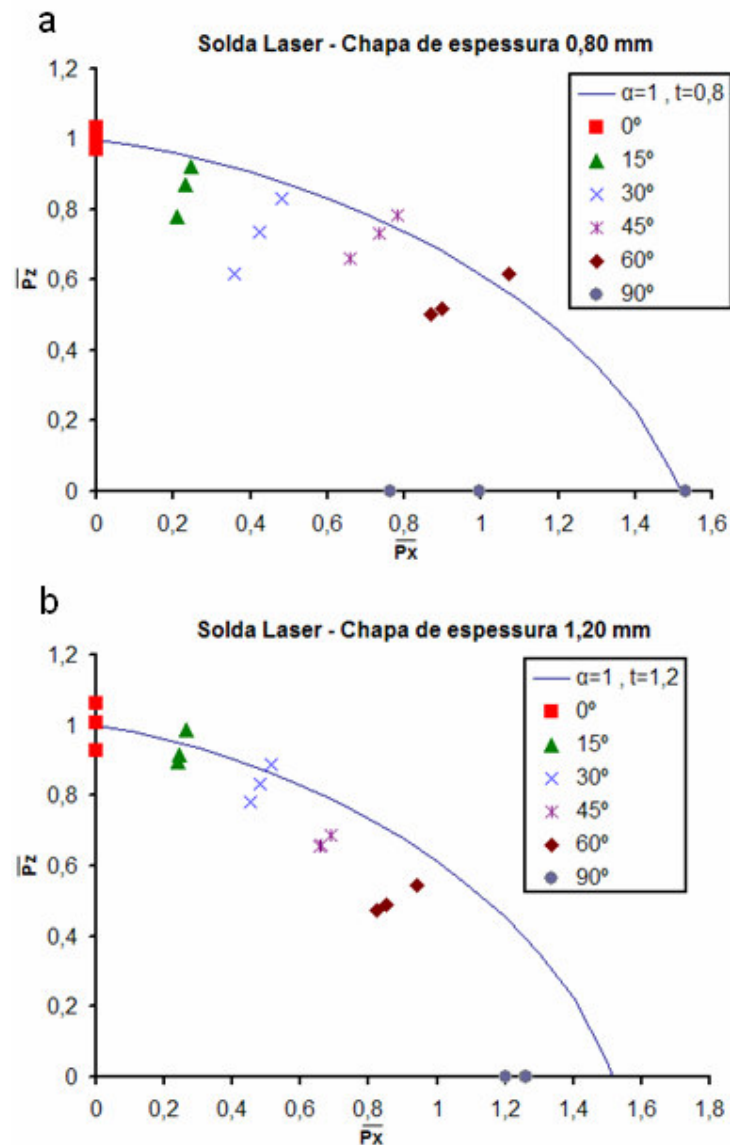 a
Solda Laser - Chapa de espessura 0,80 mm
1,2
1
0,8
0,6
0,4
0,2
0
Pz
0 0,2 0,4 0,6 0,8 1 1,2 1,4 1,6
Px
α=1 , t=0,8
0º
15º
30º
45º
60º
90º
b
Solda Laser - Chapa de espessura 1,20 mm
1,2
1
0,8
0,6
0,4
0,2
0
Pz
0 0,2 0,4 0,6 0,8 1 1,2 1,4 1,6 1,8
Px
α=1 , t=1,2
0º
15º
30º
45º
60º
90º